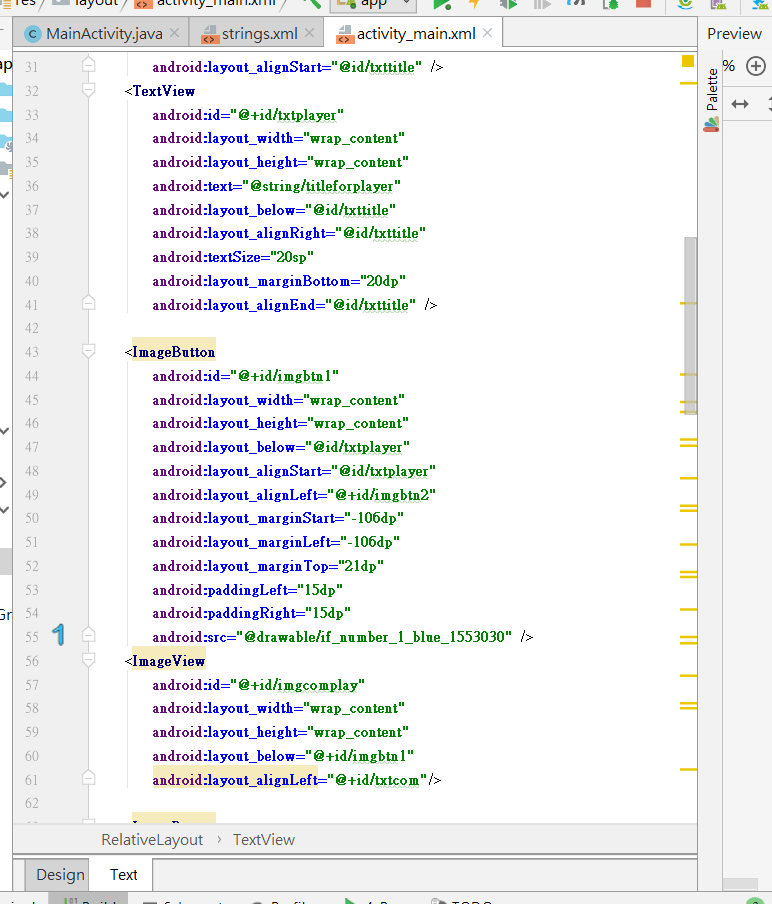 res layout activity_main.xml app
MainActivity.java strings.xml activity_main.xml Preview
31 android:layout_alignStart="@id/txttitle" />
32 <TextView
33 android:id="@+id/txtplayer"
34 android:layout_width="wrap_content"
35 android:layout_height="wrap_content"
36 android:text="@string/titleforplayer"
37 android:layout_below="@id/txttitle"
38 android:layout_alignRight="@id/txttitle"
39 android:textSize="20sp"
40 android:layout_marginBottom="20dp"
41 android:layout_alignEnd="@id/txttitle" />
42
43 <ImageButton
44 android:id="@+id/imgbtn1"
45 android:layout_width="wrap_content"
46 android:layout_height="wrap_content"
47 android:layout_below="@id/txtplayer"
48 android:layout_alignStart="@id/txtplayer"
49 android:layout_alignLeft="@+id/imgbtn2"
50 android:layout_marginStart="-106dp"
51 android:layout_marginLeft="-106dp"
52 android:layout_marginTop="21dp"
53 android:paddingLeft="15dp"
54 android:paddingRight="15dp"
55 1 android:src="@drawable/if_number_1_blue_1553030" />
56 <ImageView
57 android:id="@+id/imgcomplay"
58 android:layout_width="wrap_content"
59 android:layout_height="wrap_content"
60 android:layout_below="@+id/imgbtn1"
61 android:layout_alignLeft="@+id/txtcom"/>
62
RelativeLayout › TextView
Design Text
%
Palette